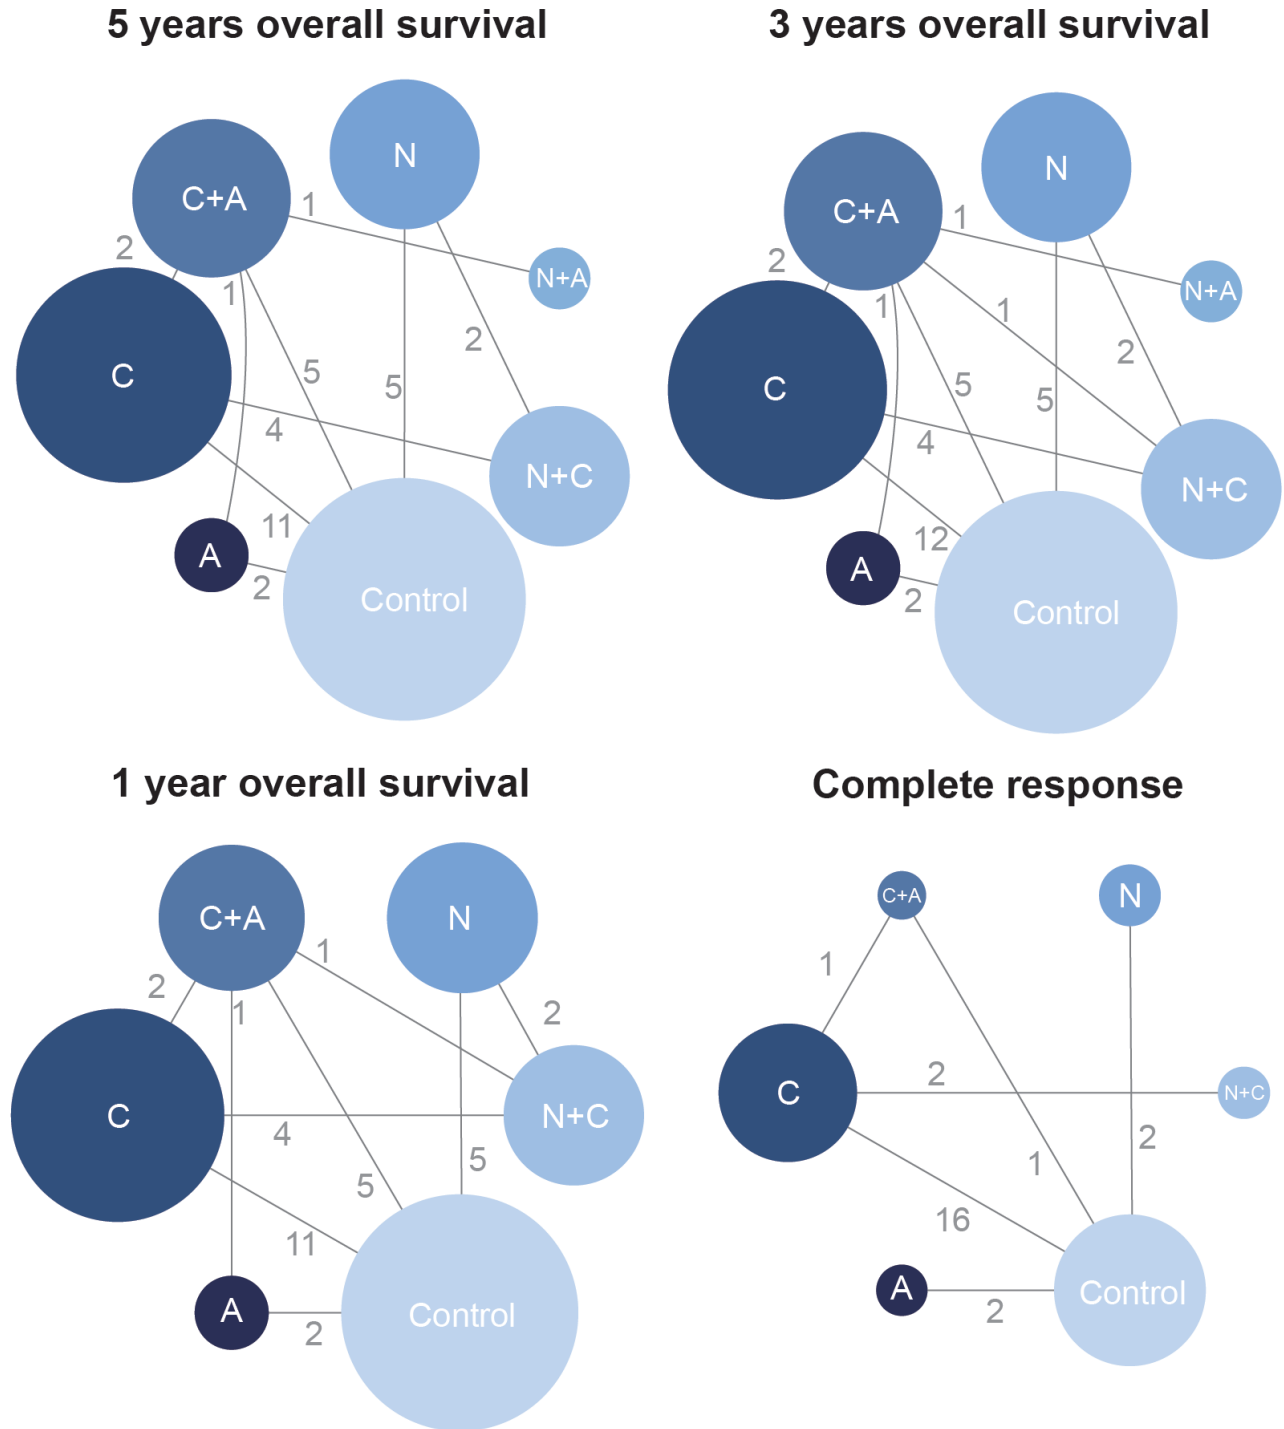 5 years overall survival
3 years overall survival
N
C+A
1
N+A
2
1
C
5
5
2
4
N+C
11
A
2
Control
N
C+A
1
N+A
2
1
1
C
5
5
2
4
N+C
12
A
2
Control
1 year overall survival
Complete response
C+A
N
1
2
1
2
C
4
N+C
5
5
11
A
2
Control
C+A
N
1
C
2
N+C
2
1
16
A
2
Control